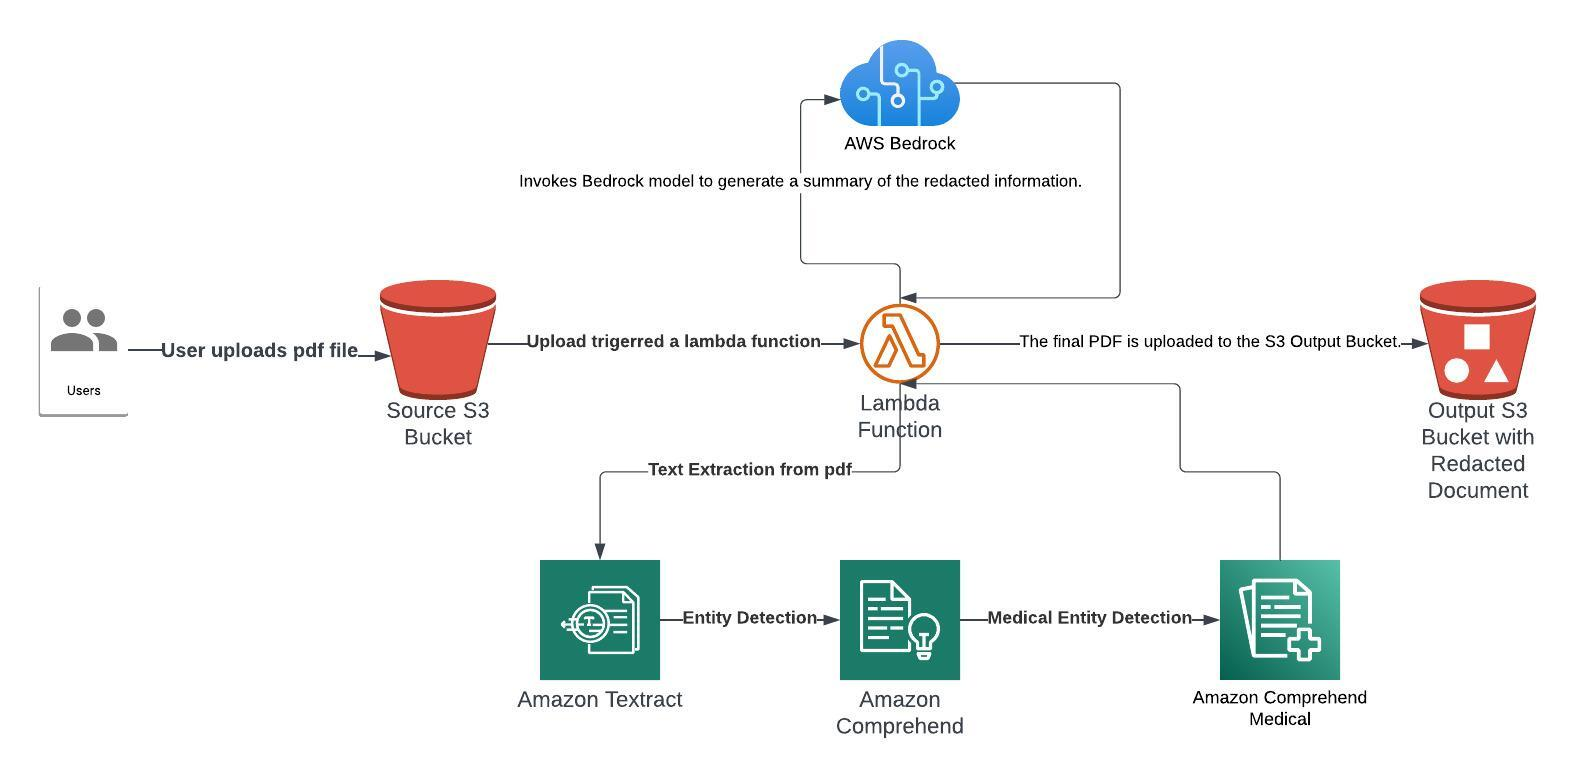 AWS Bedrock
Invokes Bedrock model to generate a summary of the redacted information.
Users
User uploads pdf file
Source S3
Bucket
Upload trigerred a lambda function
Lambda
Function
The final PDF is uploaded to the S3 Output Bucket.
Output S3
Bucket with
Redacted
Document
Text Extraction from pdf
Amazon Textract
Entity Detection
Amazon
Comprehend
Medical Entity Detection
Amazon Comprehend
Medical